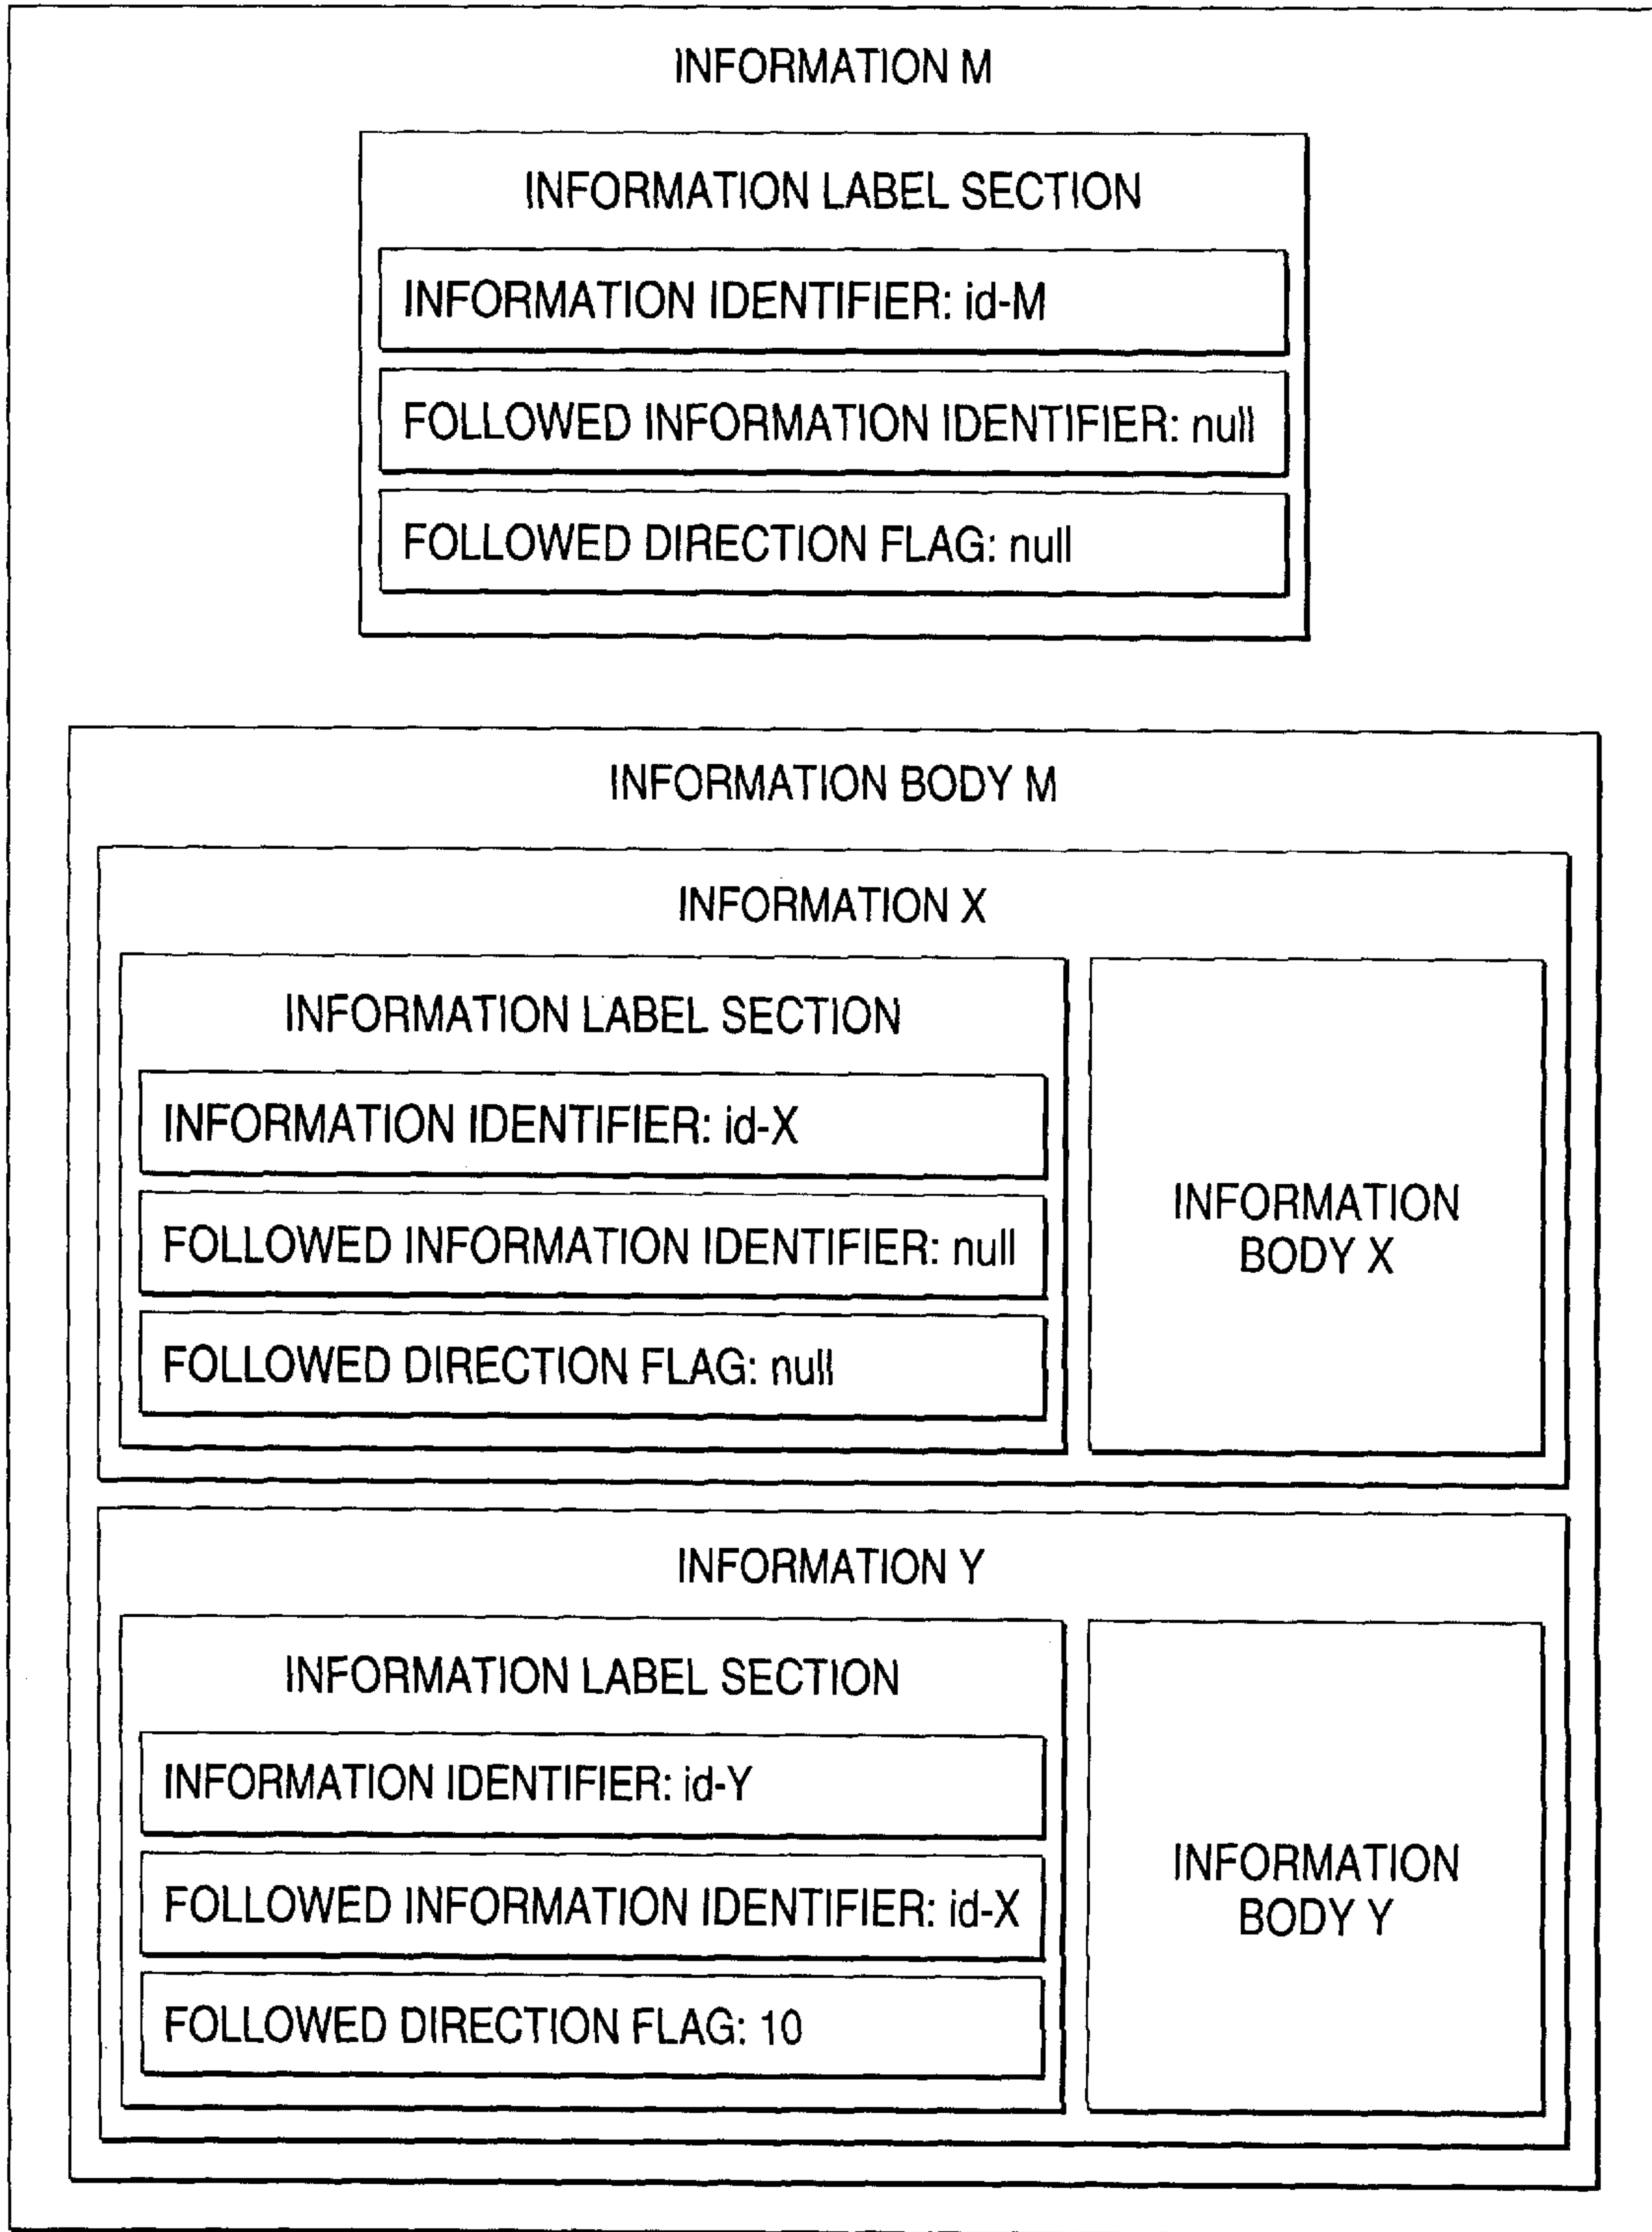 INFORMATION M
INFORMATION LABEL SECTION
INFORMATION IDENTIFIER: id-M
FOLLOWED INFORMATION IDENTIFIER: null
FOLLOWED DIRECTION FLAG: null
INFORMATION BODY M
INFORMATION X
INFORMATION LABEL SECTION
INFORMATION IDENTIFIER: id-X
FOLLOWED INFORMATION IDENTIFIER: null
FOLLOWED DIRECTION FLAG: null
INFORMATION
BODY X
INFORMATION Y
INFORMATION LABEL SECTION
INFORMATION IDENTIFIER: id-Y
FOLLOWED INFORMATION IDENTIFIER: id-X
FOLLOWED DIRECTION FLAG: 10
INFORMATION
BODY Y